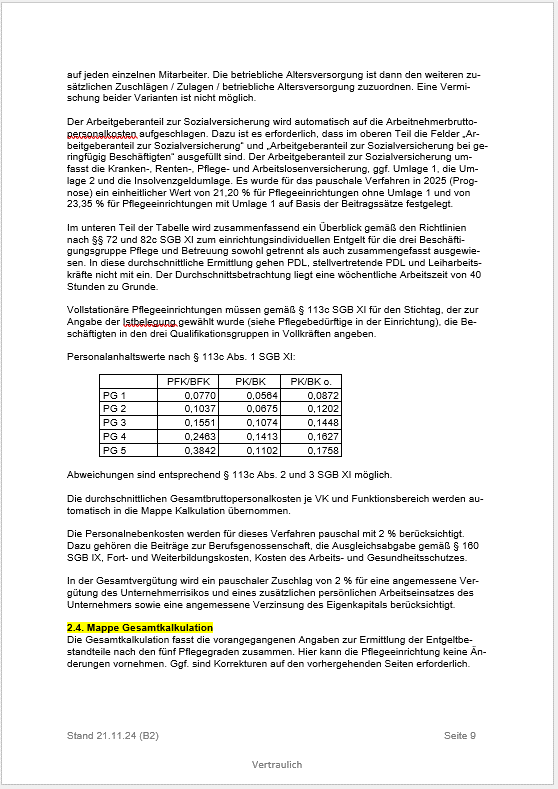 auf jeden einzelnen Mitarbeiter. Die betriebliche Altersversorgung ist dann den weiteren zu-
sätzlichen Zuschlägen / Zulagen / betriebliche Altersversorgung zuzuordnen. Eine Vermi-
schung beider Varianten ist nicht möglich.
Der Arbeitgeberanteil zur Sozialversicherung wird automatisch auf die Arbeitnehmerbrutto-
personalkosten aufgeschlagen. Dazu ist es erforderlich, dass im oberen Teil die Felder „Ar-
beitgeberanteil zur Sozialversicherung“ und „Arbeitgeberanteil zur Sozialversicherung bei ge-
ringfügig Beschäftigten“ ausgefüllt sind. Der Arbeitgeberanteil zur Sozialversicherung um-
fasst die Kranken-, Renten-, Pflege- und Arbeitslosenversicherung, ggf. Umlage 1, die Um-
lage 2 und die Insolvenzgeldumlage. Es wurde für das pauschale Verfahren in 2025 (Prog-
nose) ein einheitlicher Wert von 21,20 % für Pflegeeinrichtungen ohne Umlage 1 und von
23,35 % für Pflegeeinrichtungen mit Umlage 1 auf Basis der Beitragssätze festgelegt.
Im unteren Teil der Tabelle wird zusammenfassend ein Überblick gemäß den Richtlinien
nach §§ 72 und 82c SGB XI zum einrichtungsindividuellen Entgelt für die drei Beschäfti-
gungsgruppe Pflege und Betreuung sowohl getrennt als auch zusammengefasst ausgewie-
sen. In diese durchschnittliche Ermittlung gehen PDL, stellvertretende PDL und Leiharbeits-
kräfte nicht mit ein. Der Durchschnittsbetrachtung liegt eine wöchentliche Arbeitszeit von 40
Stunden zu Grunde.
Vollstationäre Pflegeeinrichtungen müssen gemäß § 113c SGB XI für den Stichtag, der zur
Angabe der Istbelegung gewählt wurde (siehe Pflegebedürftige in der Einrichtung), die Be-
schäftigten in den drei Qualifikationsgruppen in Vollkräften angeben.
Personalanhaltswerte nach § 113c Abs. 1 SGB XI:
PFK/BFK PK/BK PK/BK o.
PG 1 0,0770 0,0564 0,0872
PG 2 0,1037 0,0675 0,1202
PG 3 0,1551 0,1074 0,1448
PG 4 0,2463 0,1413 0,1627
PG 5 0,3842 0,1102 0,1758
Abweichungen sind entsprechend § 113c Abs. 2 und 3 SGB XI möglich.
Die durchschnittlichen Gesamtbruttopersonalkosten je VK und Funktionsbereich werden au-
tomatisch in die Mappe Kalkulation übernommen.
Die Personalnebenkosten werden für dieses Verfahren pauschal mit 2 % berücksichtigt.
Dazu gehören die Beiträge zur Berufsgenossenschaft, die Ausgleichsabgabe gemäß § 160
SGB IX, Fort- und Weiterbildungskosten, Kosten des Arbeits- und Gesundheitsschutzes.
In der Gesamtvergütung wird ein pauschaler Zuschlag von 2 % für eine angemessene Ver-
gütung des Unternehmerrisikos und eines zusätzlichen persönlichen Arbeitseinsatzes des
Unternehmers sowie eine angemessene Verzinsung des Eigenkapitals berücksichtigt.
2.4. Mappe Gesamtkalkulation
Die Gesamtkalkulation fasst die vorangegangenen Angaben zur Ermittlung der Entgeltbe-
standteile nach den fünf Pflegegraden zusammen. Hier kann die Pflegeeinrichtung keine Än-
derungen vornehmen. Ggf. sind Korrekturen auf den vorhergehenden Seiten erforderlich.
Stand 21.11.24 (B2) Seite 9
Vertraulich